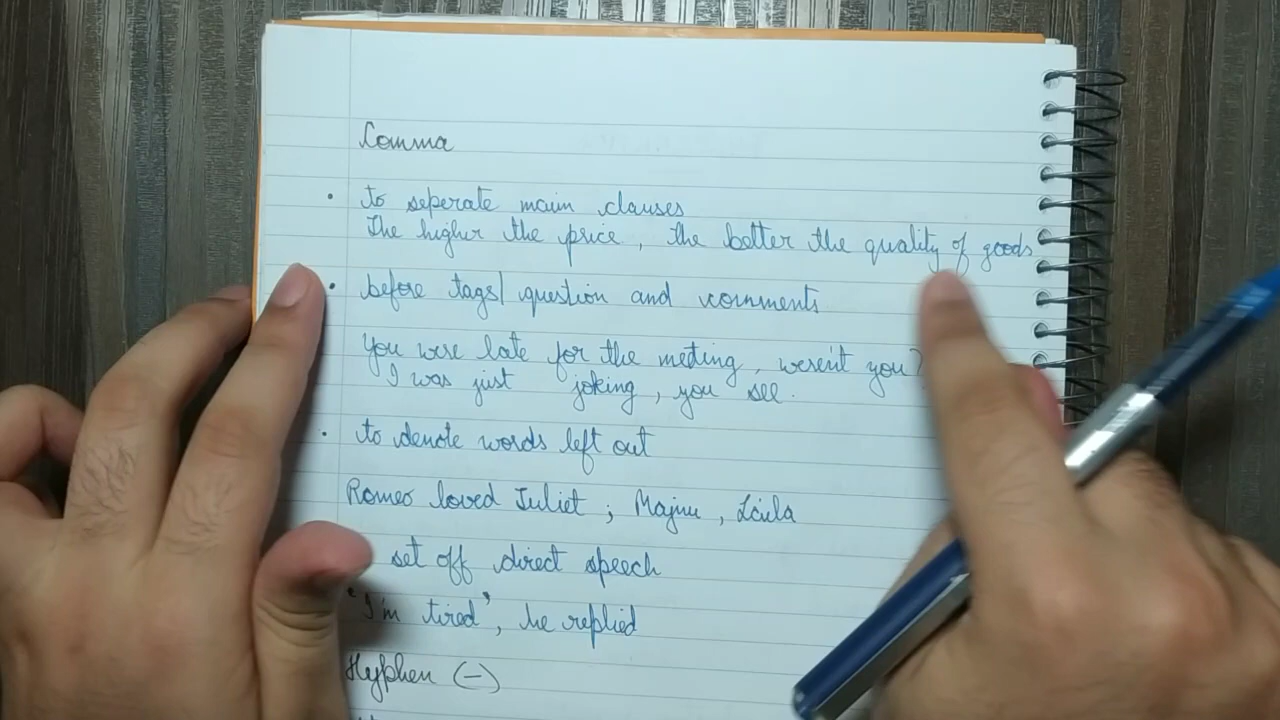 Comma
• to seperate main clauses
The higher the price, the better the quality of goods
• before tags/question and comments
You were late for the meeting, weren't you?
I was just joking, you see.
• to denote words left out
Romeo loved Juliet; Majnu, Laila
set off direct speech
'I'm tired', he replied
Hyphen (-)